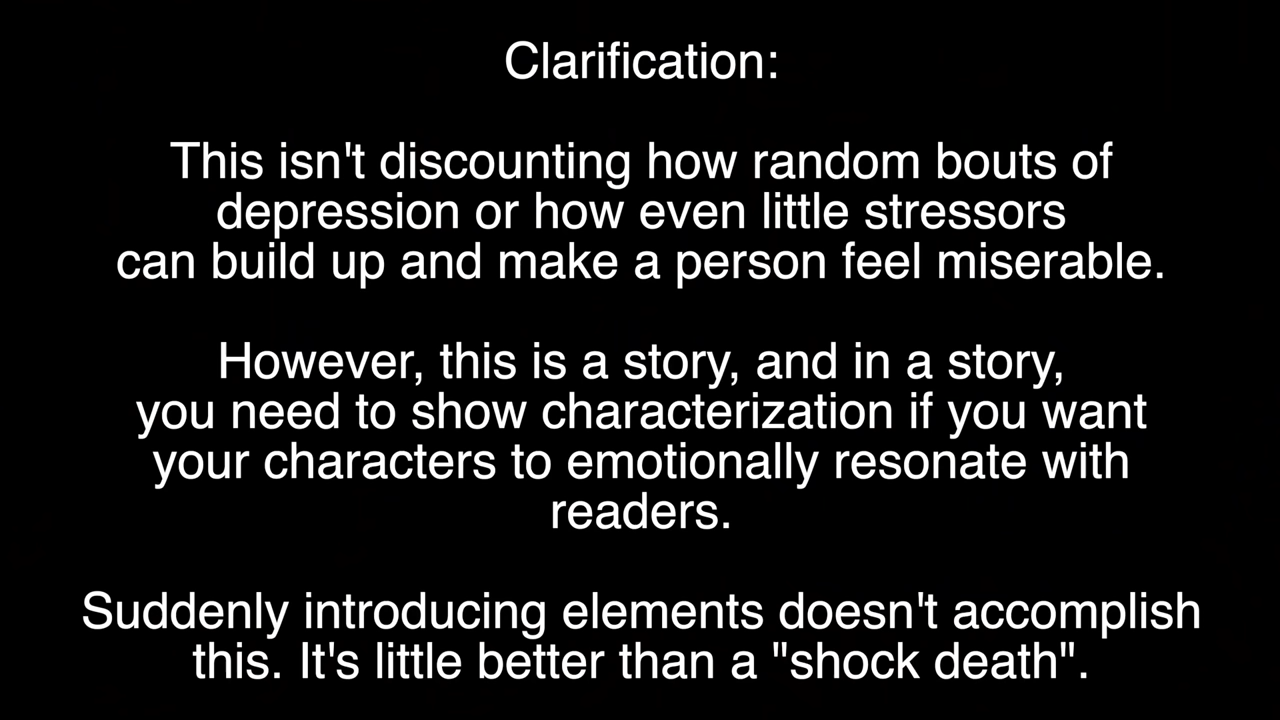 Clarification:
This isn't discounting how random bouts of
depression or how even little stressors
can build up and make a person feel miserable.
However, this is a story, and in a story,
you need to show characterization if you want
your characters to emotionally resonate with
readers.
Suddenly introducing elements doesn't accomplish
this. It's little better than a "shock death".